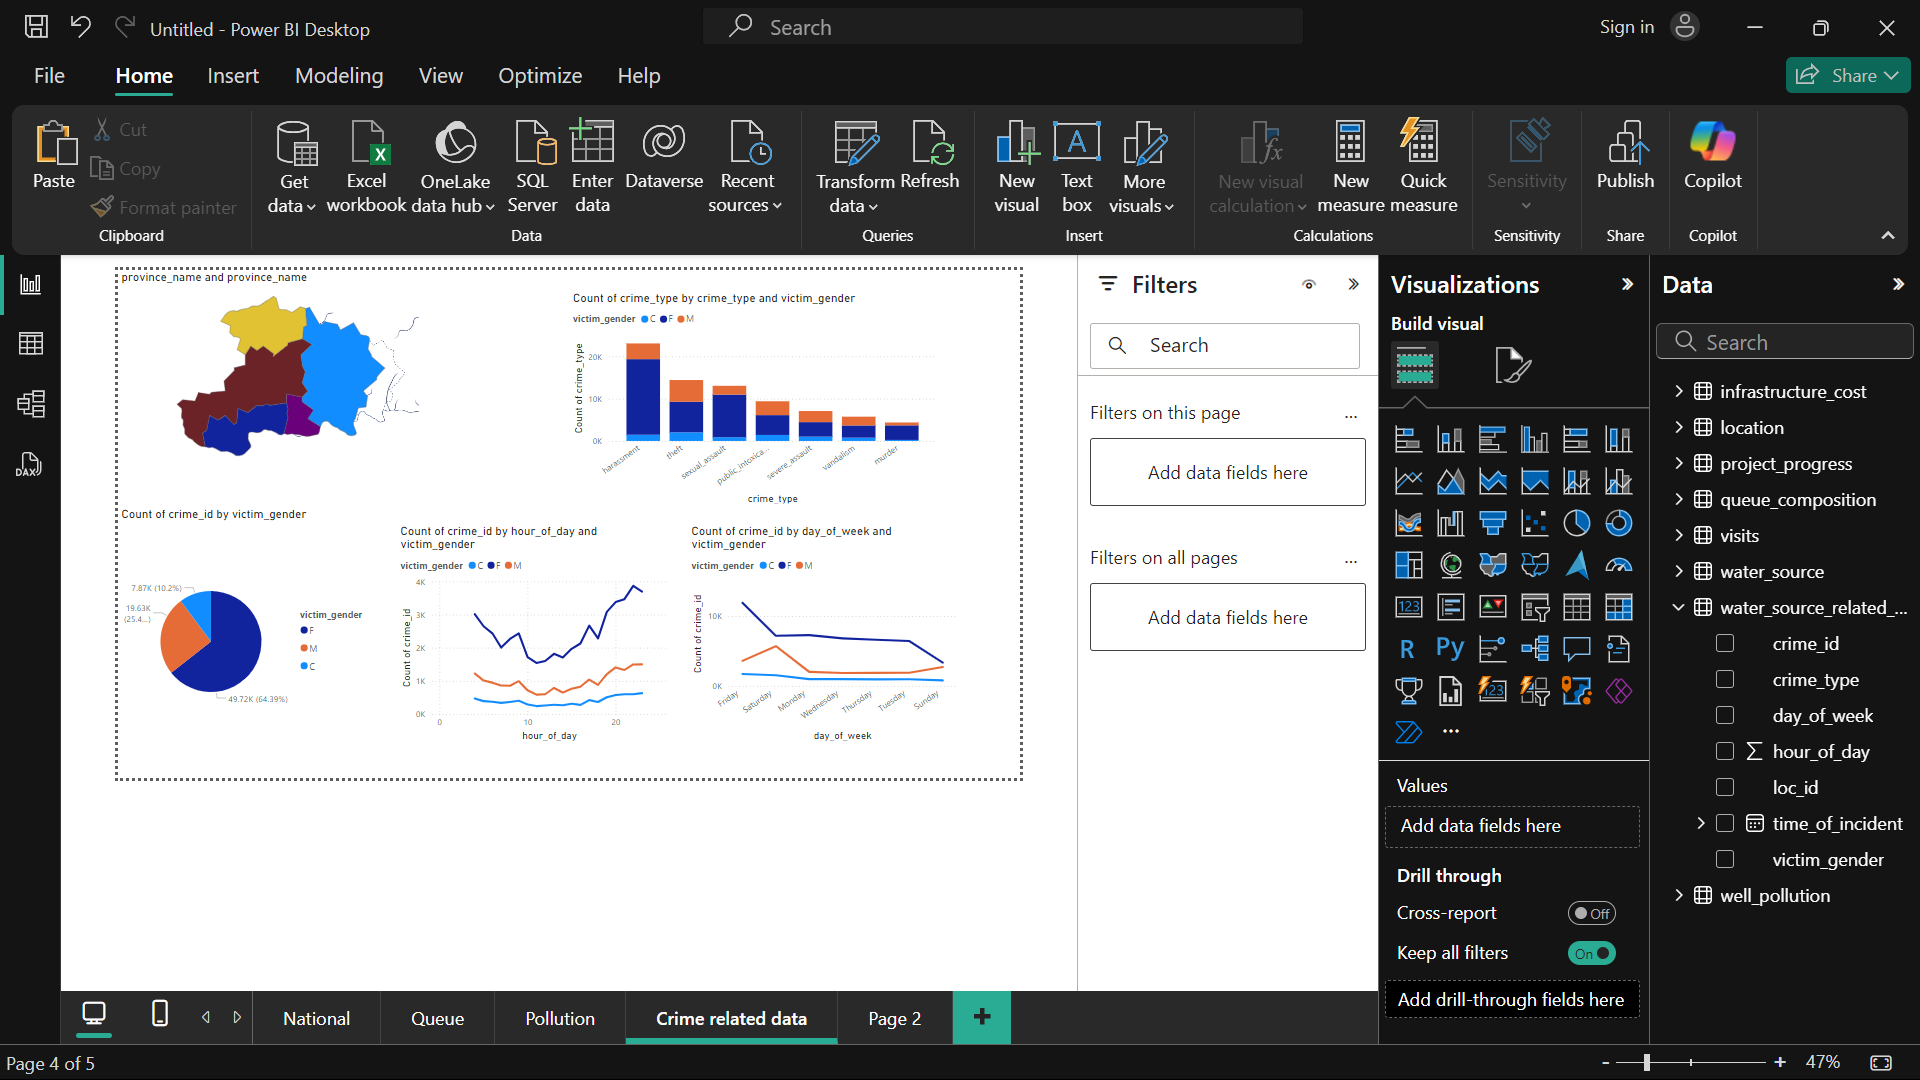 Untitled - Power BI Desktop
Search
Sign in
File
Home
Insert
Modeling
View
Optimize
Help
Share
Paste
Cut
Copy
Format painter
Clipboard
Get data
Excel workbook
OneLake data hub
SQL Server
Enter data
Dataverse
Recent sources
Data
Transform data
Refresh
Queries
New visual
Text box
More visuals
Insert
New visual calculation
New measure
Quick measure
Calculations
Sensitivity
Sensitivity
Publish
Share
Copilot
Copilot
DAX
province_name and province_name
Count of crime_type by crime_type and victim_gender
victim_gender C F M
Count of crime_type
20K
10K
0K
harassment
theft
sexual_assault
public_intoxica...
severe_assault
vandalism
murder
crime_type
Count of crime_id by victim_gender
7.87K (10.2%)
19.63K
(25.4...)
49.72K (64.39%)
victim_gender
F
M
C
Count of crime_id by hour_of_day and
victim_gender
victim_gender C F M
Count of crime_id
4K
3K
2K
1K
0K
0
10
20
hour_of_day
Count of crime_id by day_of_week and
victim_gender
victim_gender C F M
Count of crime_id
10K
0K
Friday
Saturday
Monday
Wednesday
Thursday
Tuesday
Sunday
day_of_week
Filters
Search
Filters on this page
...
Add data fields here
Filters on all pages
...
Add data fields here
Visualizations
Build visual
123
R
Py
123
...
Values
Add data fields here
Drill through
Cross-report
Off
Keep all filters
On
Add drill-through fields here
Data
Search
infrastructure_cost
location
project_progress
queue_composition
visits
water_source
water_source_related_...
crime_id
crime_type
day_of_week
∑ hour_of_day
loc_id
time_of_incident
victim_gender
well_pollution
National
Queue
Pollution
Crime related data
Page 2
+
Page 4 of 5
- + 47%